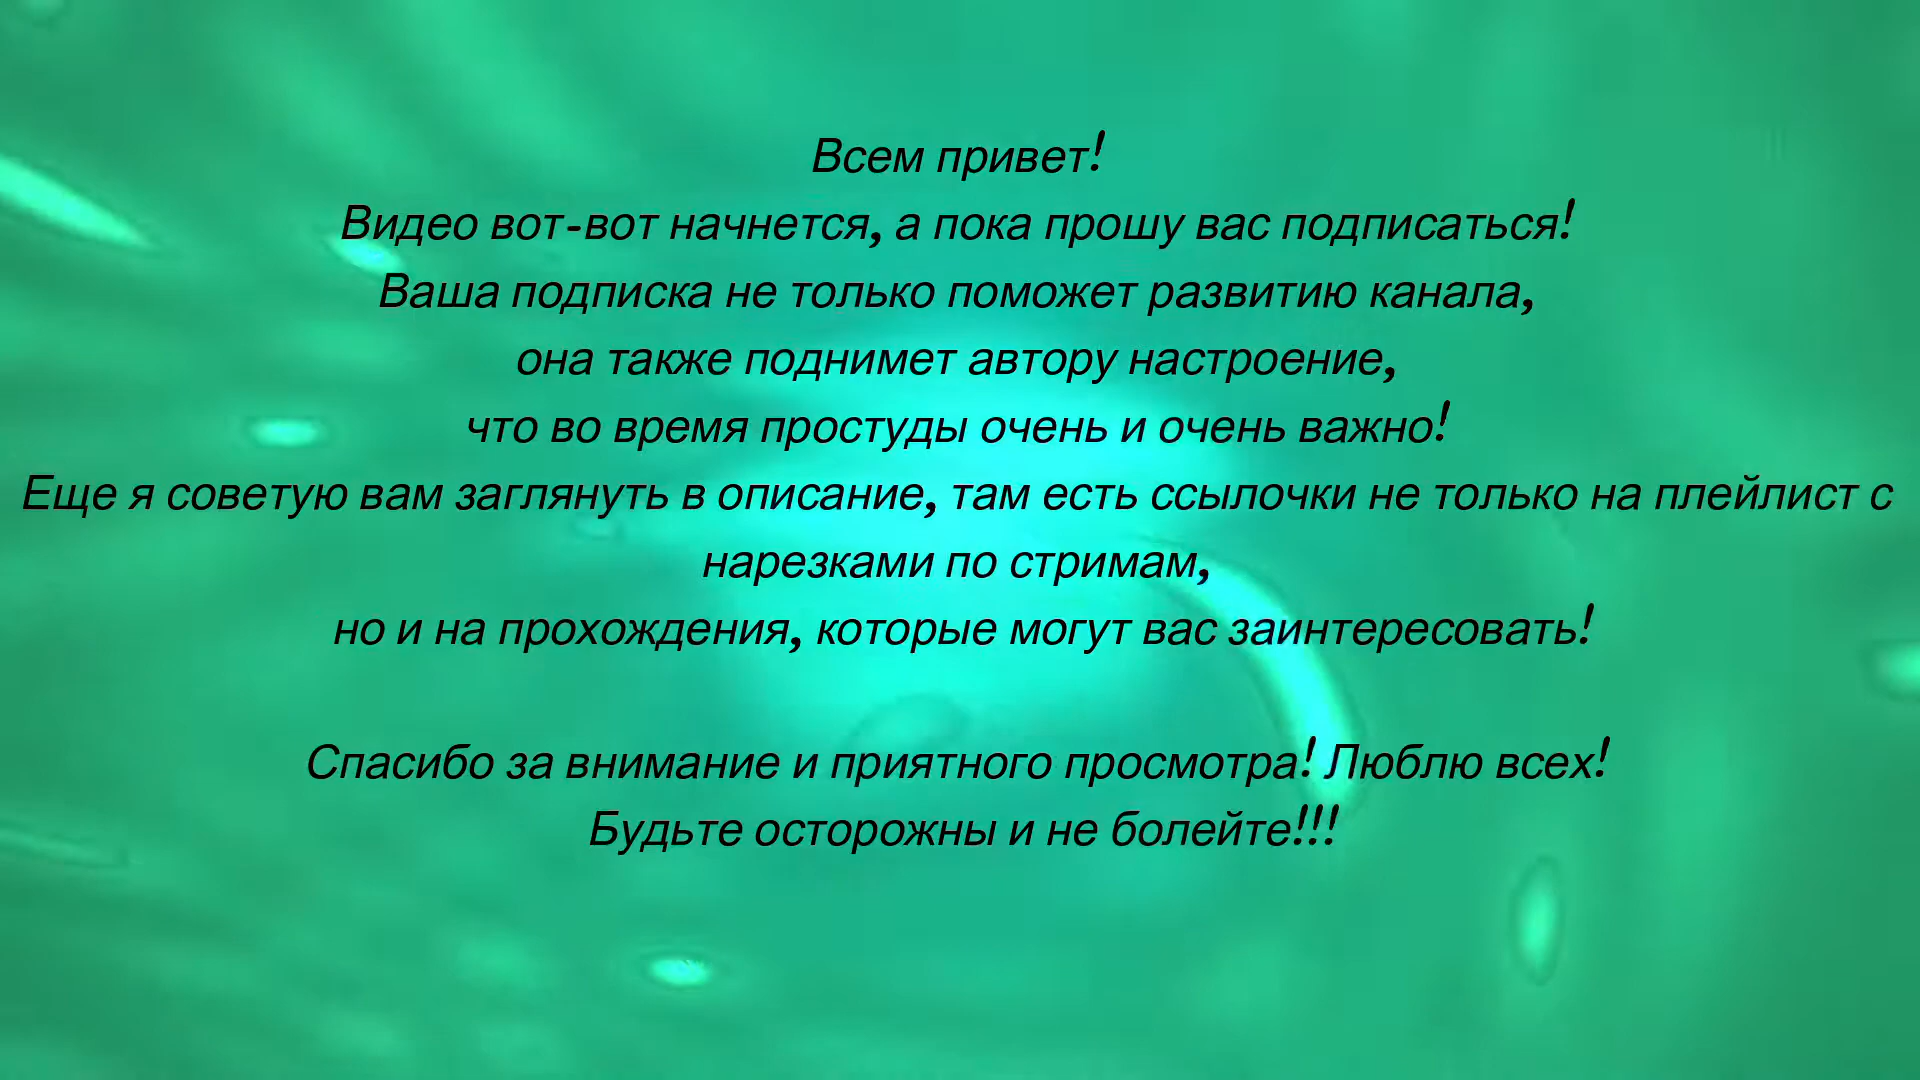 Всем привет!
Видео вот-вот начнется, а пока прошу вас подписаться!
Ваша подписка не только поможет развитию канала,
она также поднимет автору настроение,
что во время простуды очень и очень важно!
Еще я советую вам заглянуть в описание, там есть ссылочки не только на плейлист с
нарезками по стримам,
но и на прохождения, которые могут вас заинтересовать!
Спасибо за внимание и приятного просмотра! Люблю всех!
Будьте осторожны и не болейте!!!